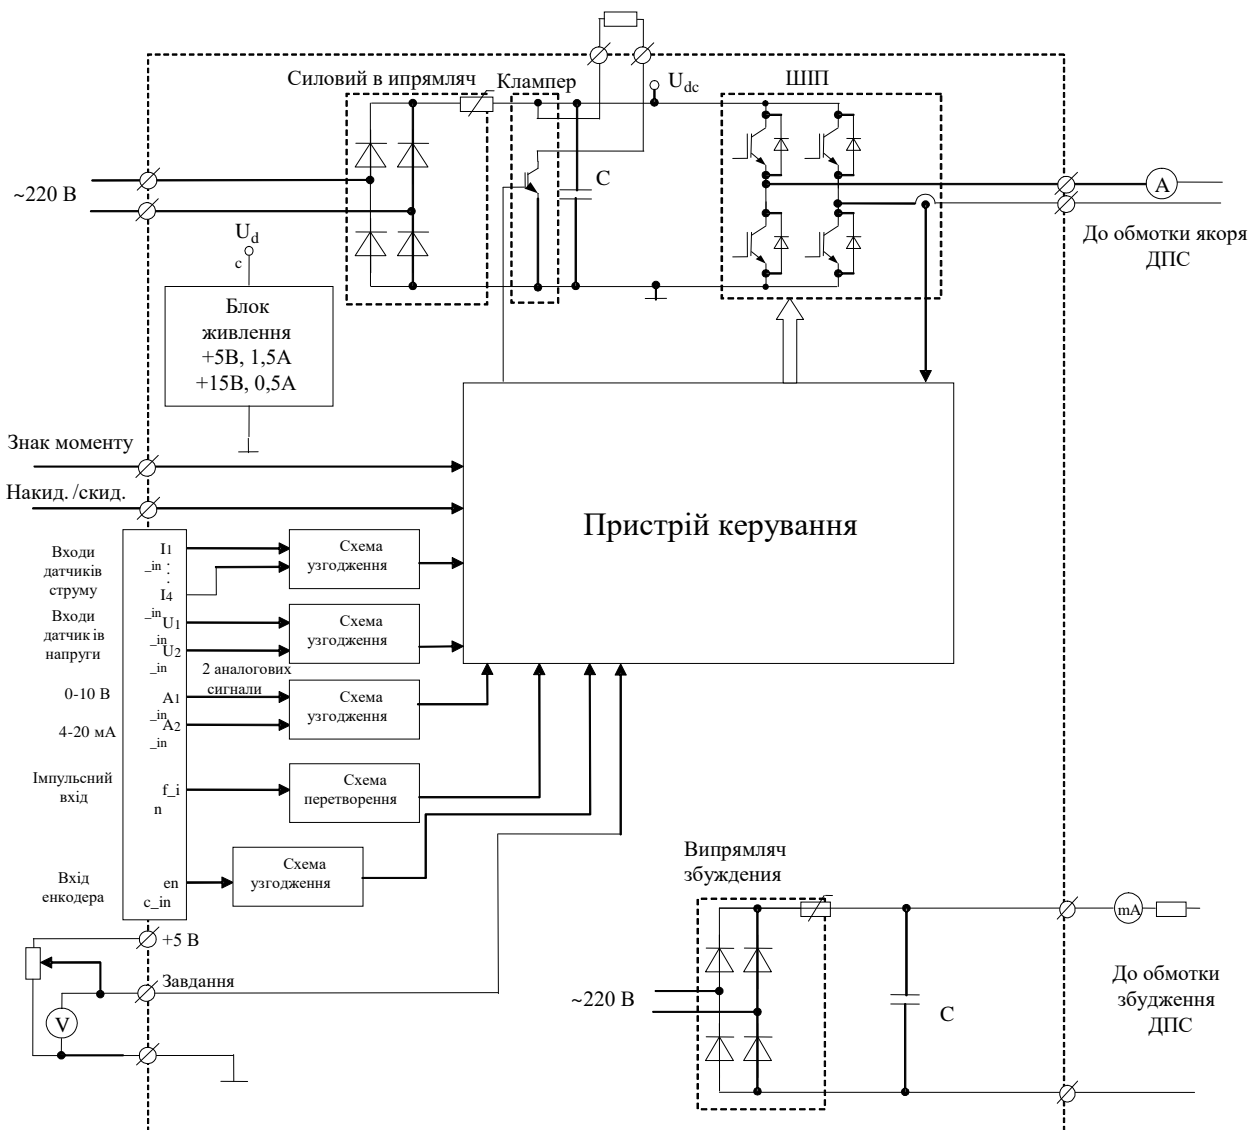 Силовий в ипрямляч
Клампер
U dc
ШІП
~220 В
C
A
U d
c
До обмотки якоря
ДПС
Блок
живлення
+5В, 1,5А
+15В, 0,5А
Знак моменту
Накид. /скид.
Пристрій керування
Входи
датчиків
струму
I1
_in
.
.
.
I4
_in
Схема
узгодження
Входи
датчик ів
напруги
U1
_in
U2
_in
Схема
узгодження
2 аналогових
сигнали
0-10 В
4-20 мА
A1
_in
A2
_in
Схема
узгодження
Імпульсний
вхід
f_i
n
Схема
перетворення
Вхід
енкодера
en
c_in
Схема
узгодження
+5 В
Завдання
V
Випрямляч
збуждения
~220 В
C
mA
До обмотки
збудження
ДПС